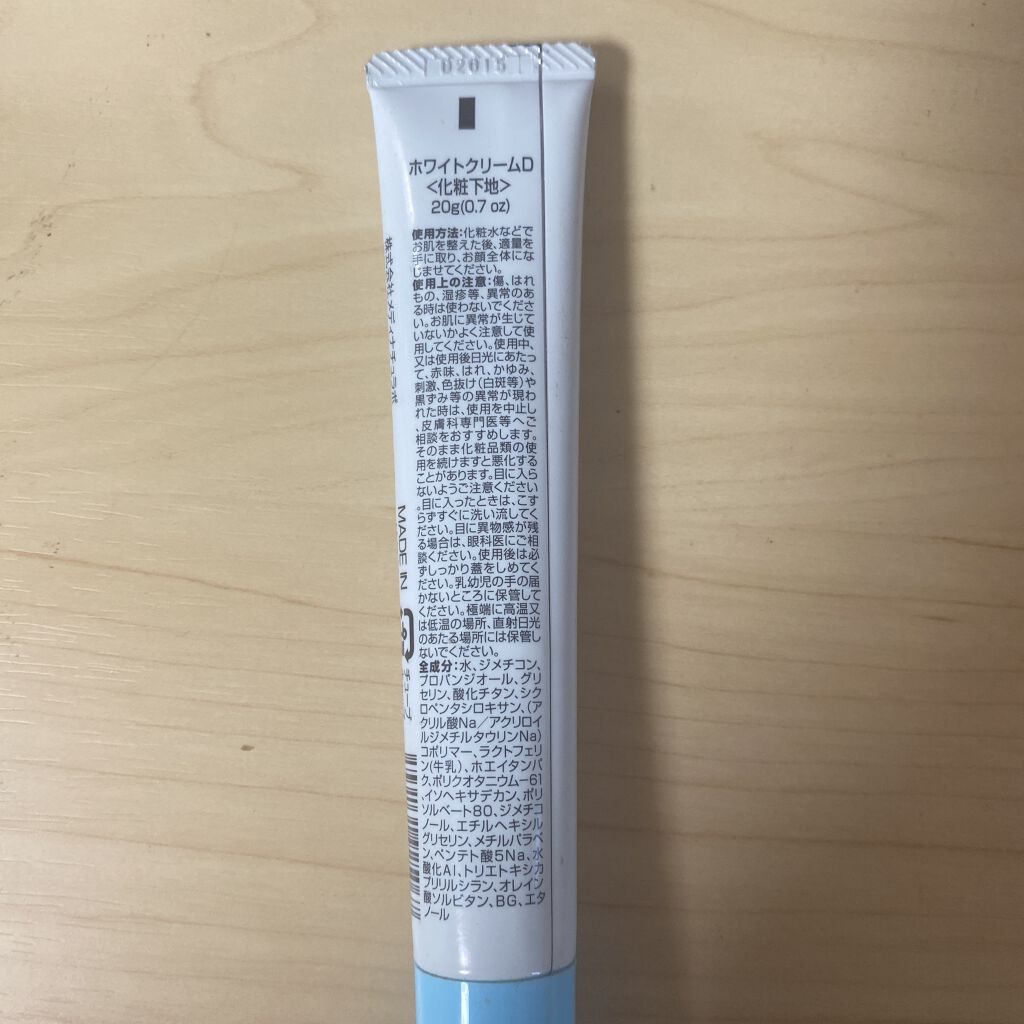 02015
ホワイトクリームD
<化粧下地>
20g(0.7 oz)
使用方法:化粧水などで
お肌を整えた後、適量を
手に取り、お顔全体にな
じませてください。
使用上の注意:傷、はれ
もの、湿疹等、異常のあ
る時は使わないでくださ
い。お肌に異常が生じて
いないかよく注意して使
用してください。使用中、
又は使用後日光にあたっ
て、赤味、はれ、かゆみ、
刺激、色抜け(白斑等)や
黒ずみ等の異常が現わ
れた時は、使用を中止し
、皮膚科専門医等へご
相談をおすすめします。
そのまま化粧品類の使
用を続けますと悪化する
ことがあります。目に入ら
ないようご注意ください
。目に入ったときは、こす
らずすぐに洗い流してく
ださい。目に異物感が残
る場合は、眼科医にご相
談ください。使用後は必
ずしっかり蓋をしめてく
ださい。乳幼児の手の届
かないところに保管して
ください。極端に高温又
は低温の場所、直射日光
のあたる場所には保管し
ないでください。
全成分:水、ジメチコン、
プロパンジオール、グリ
セリン、酸化チタン、シク
ロペンタシロキサン、(ア
クリル酸Na／アクリロイ
ルジメチルタウリンNa)
コポリマー、ラクトフェリ
ン(牛乳)、ホエイタンパ
ク、ポリクオタニウムー61
、イソヘキサデカン、ポリ
ソルベート80、ジメチコ
ノール、エチルヘキシル
グリセリン、メチルパラベ
ン、ペンテト酸5Na、水
酸化Al、トリエトキシカ
プリリルシラン、オレイン
酸ソルビタン、BG、エタ
ノール
株式会社メディナチュラボ
MADE IN
チューブ